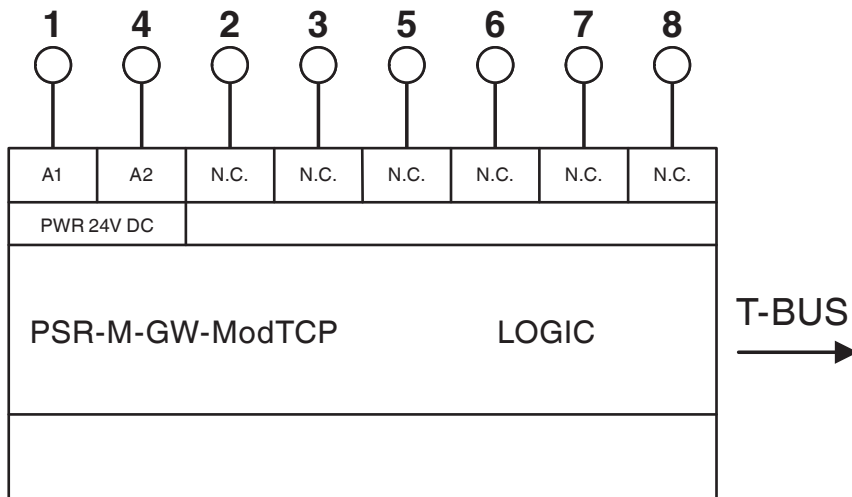 1 4 2 3 5 6 7 8
A1 A2 N.C. N.C. N.C. N.C. N.C. N.C.
PWR 24V DC
T-BUS
PSR-M-GW-ModTCP LOGIC